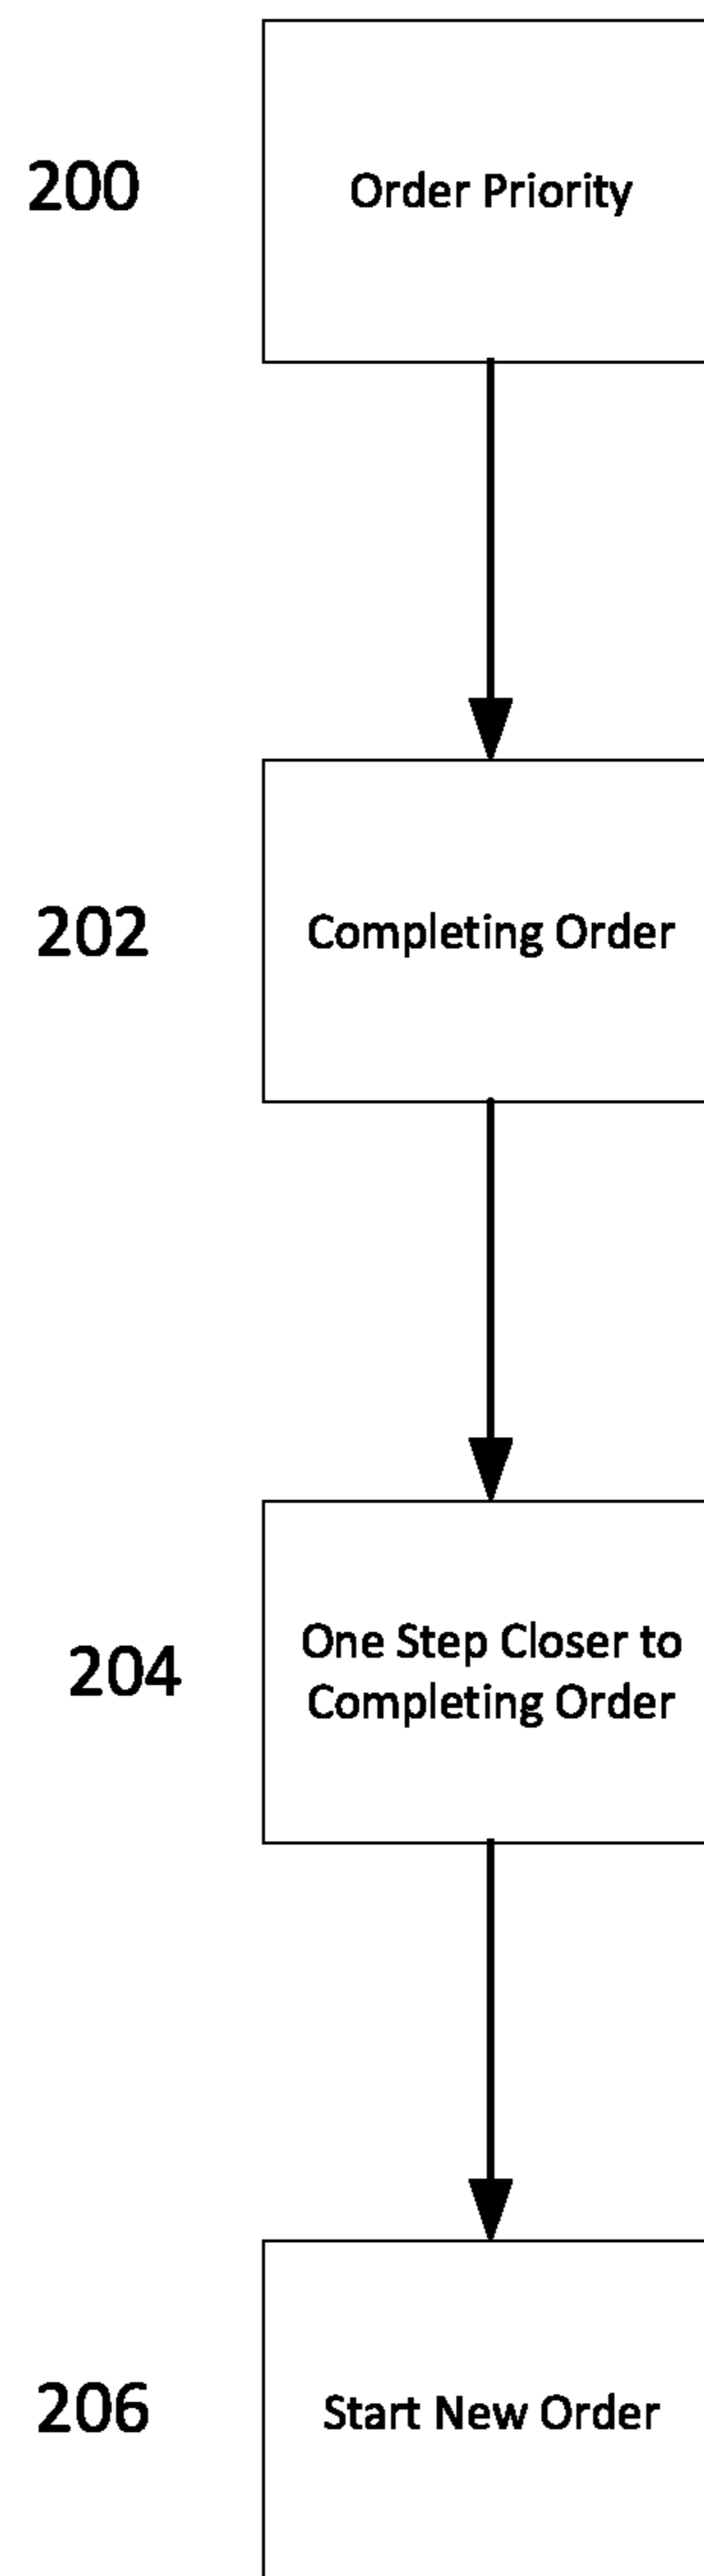 200
Order Priority
202
Completing Order
204
One Step Closer to
Completing Order
206
Start New Order